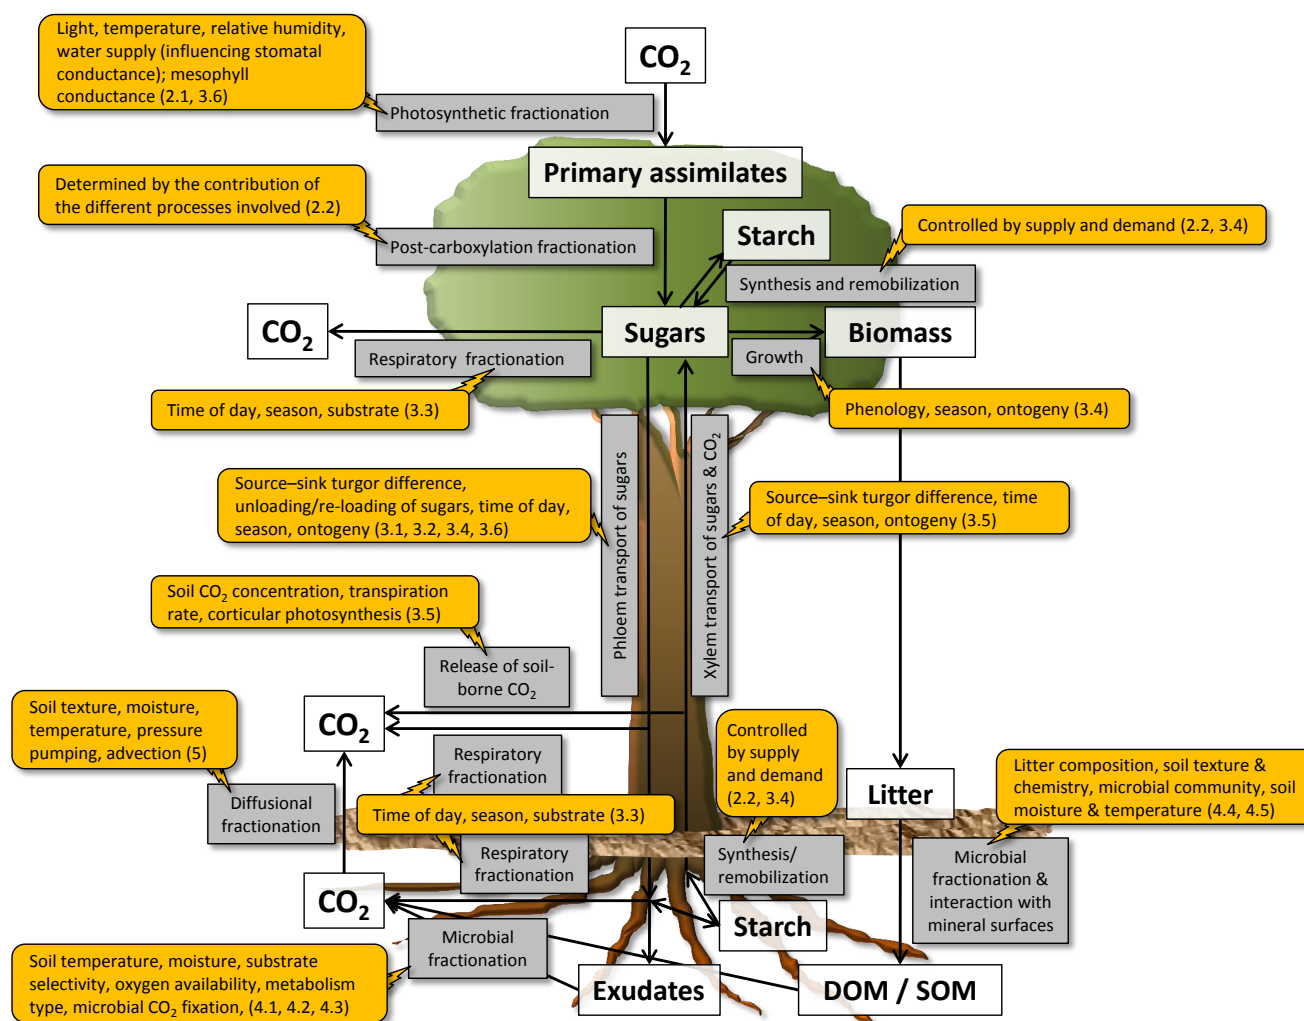 Light, temperature, relative humidity,
water supply (influencing stomatal
conductance); mesophyll
conductance (2.1, 3.6)
CO2
Photosynthetic fractionation
Primary assimilates
Determined by the contribution of
the different processes involved (2.2)
Post-carboxylation fractionation
Starch
Controlled by supply and demand (2.2, 3.4)
Synthesis and remobilization
CO2
Sugars
Biomass
Respiratory fractionation
Growth
Time of day, season, substrate (3.3)
Phenology, season, ontogeny (3.4)
Phloem transport of sugars
Xylem transport of sugars & CO2
Source–sink turgor difference,
unloading/re-loading of sugars, time of day,
season, ontogeny (3.1, 3.2, 3.4, 3.6)
Source–sink turgor difference, time
of day, season, ontogeny (3.5)
Soil CO2 concentration, transpiration
rate, corticular photosynthesis (3.5)
Release of soil-
borne CO2
Soil texture, moisture,
temperature, pressure
pumping, advection (5)
CO2
Respiratory
fractionation
Controlled
by supply
and demand
(2.2, 3.4)
Litter
Litter composition, soil texture &
chemistry, microbial community, soil
moisture & temperature (4.4, 4.5)
Diffusional
fractionation
Time of day, season, substrate (3.3)
Respiratory
fractionation
Synthesis/
remobilization
Microbial
fractionation &
interaction with
mineral surfaces
CO2
Starch
Microbial
fractionation
Soil temperature, moisture, substrate
selectivity, oxygen availability, metabolism
type, microbial CO2 fixation, (4.1, 4.2, 4.3)
Exudates
DOM / SOM